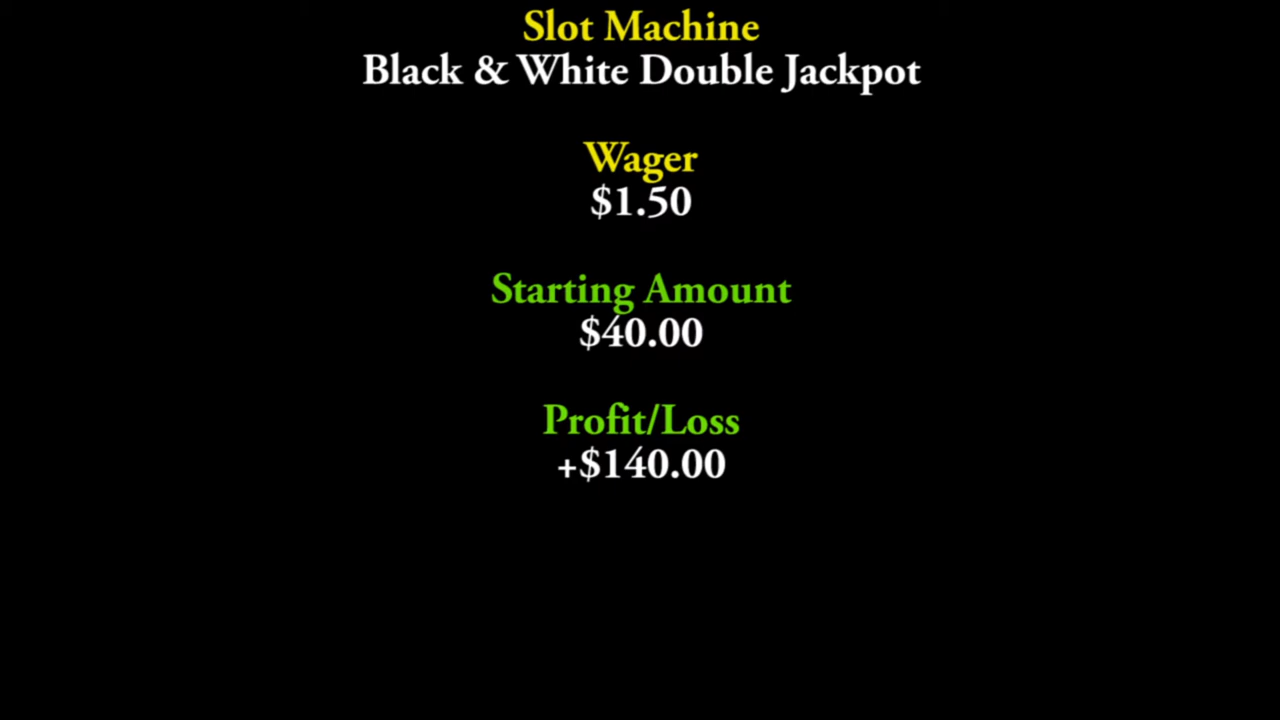 Slot Machine
Black & White Double Jackpot
Wager
$1.50
Starting Amount
$40.00
Profit/Loss
+$140.00